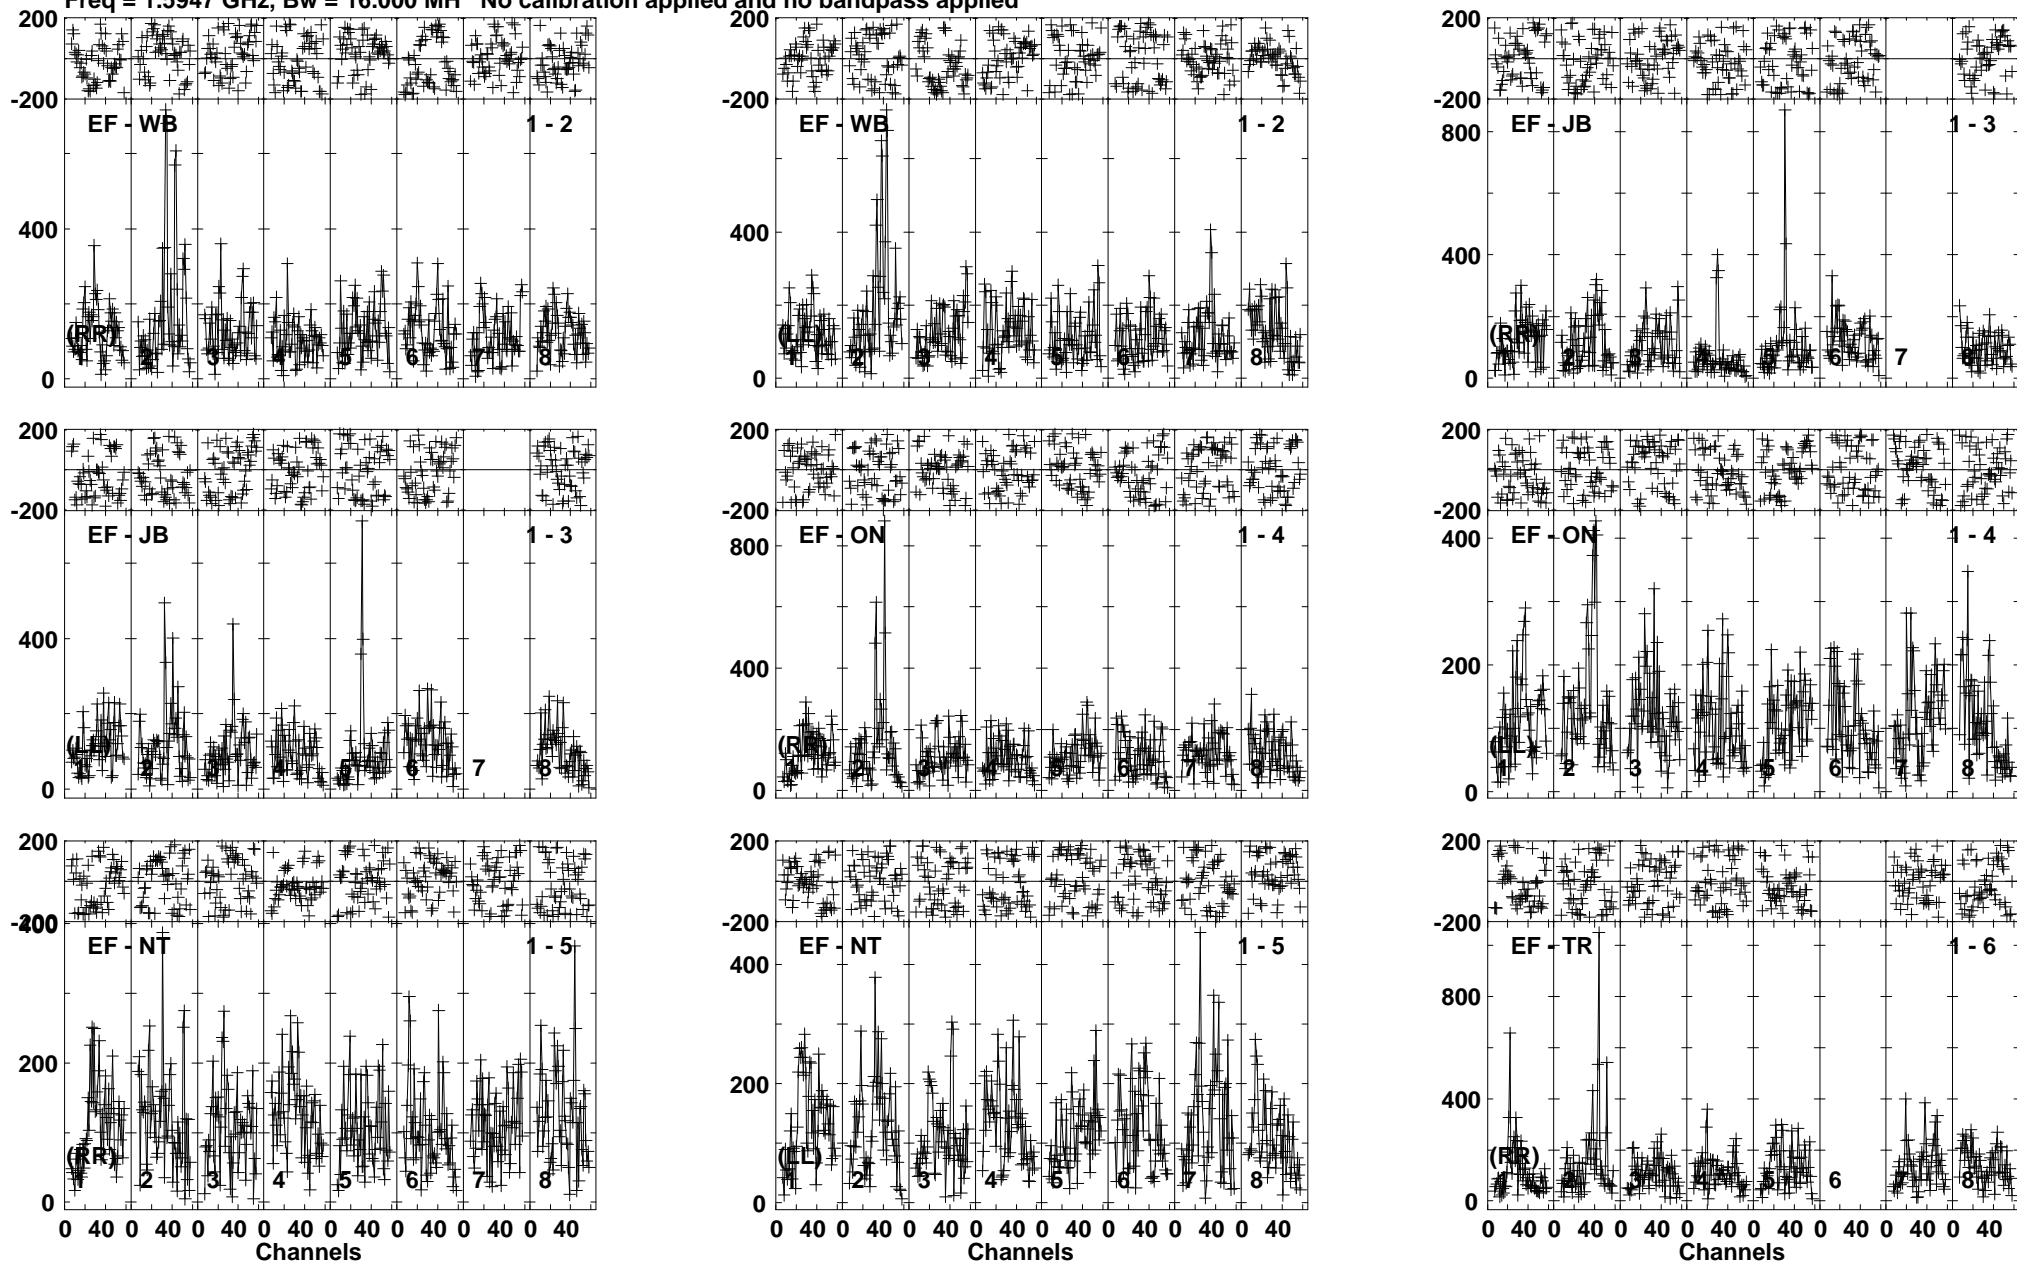 Freq = 1.5947 GHz, Bw = 16.000 MH No calibration applied and no bandpass applied
200 200 200
-200 -200 -200
EF - WB 1 - 2 EF - WB 1 - 2 EF - JB 1 - 3
800
400 400 400
(RR) (LL) (RR)
1 2 3 4 5 6 7 8 1 2 3 4 5 6 7 8 1 2 3 4 5 6 7 8
0 0 0
200 200 200
-200 -200 -200
EF - JB 1 - 3 EF - ON 1 - 4 EF - ON 1 - 4
800 400
400 400 200
(LL) (RR) (LL)
1 2 3 4 5 6 7 8 1 2 3 4 5 6 7 8 1 2 3 4 5 6 7 8
0 0 0
200 200 200
-200 -200 -200
400
EF - NT 1 - 5 EF - NT 1 - 5 EF - TR 1 - 6
400 800
200 200 400
(RR) (LL) (RR)
1 2 3 4 5 6 7 8 1 2 3 4 5 6 7 8 1 2 3 4 5 6 7 8
0 0 0
0 40 0 40 0 40 0 40 0 40 0 40 0 40 0 40 0 40 0 40 0 40 0 40 0 40 0 40 0 40 0 40 0 40 0 40 0 40 0 40 0 40 0 40 0 40 0 40
Channels Channels